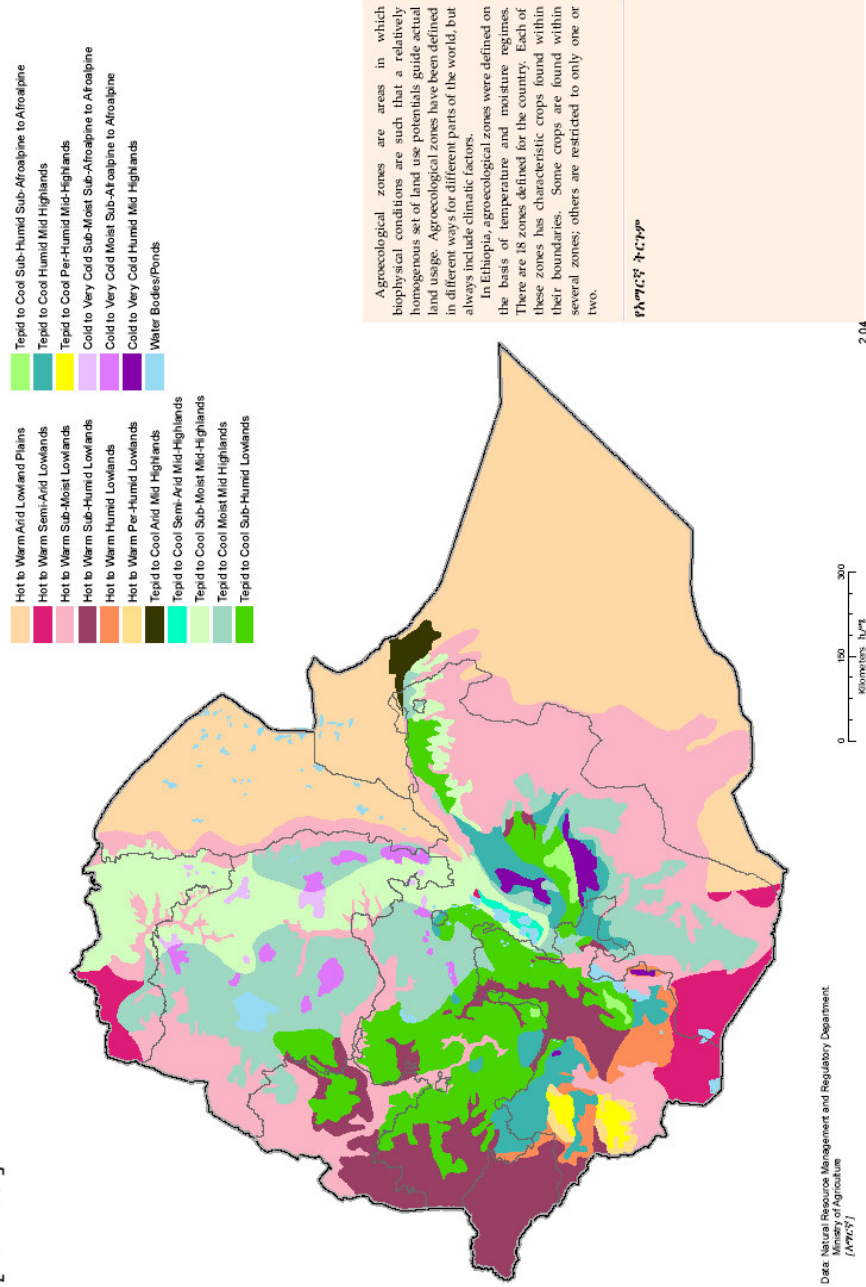 Hot to Warm Arid Lowland Plains
Hot to Warm Semi-Arid Lowlands
Hot to Warm Sub-Moist Lowlands
Hot to Warm Sub-Humid Lowlands
Hot to Warm Humid Lowlands
Hot to Warm Per-Humid Lowlands
Tepid to Cool Arid Mid Highlands
Tepid to Cool Semi-Arid Mid-Highlands
Tepid to Cool Sub-Moist Mid-Highlands
Tepid to Cool Moist Mid Highlands
Tepid to Cool Sub-Humid Lowlands
Tepid to Cool Sub-Humid Sub-Afroalpine to Afroalpine
Tepid to Cool Humid Mid Highlands
Tepid to Cool Per-Humid Mid-Highlands
Cold to Very Cold Sub-Moist Sub-Afroalpine to Afroalpine
Cold to Very Cold Moist Sub-Afroalpine to Afroalpine
Cold to Very Cold Humid Mid Highlands
Water Bodies/Ponds
Agroecological zones are areas in which
biophysical conditions are such that a relatively
homogenous set of land use potentials guide actual
land usage. Agroecological zones have been defined
in different ways for different parts of the world, but
always include climatic factors.
In Ethiopia, agroecological zones were defined on
the basis of temperature and moisture regimes.
There are 18 zones defined for the country. Each of
these zones has characteristic crops found within
their boundaries. Some crops are found within
several zones; others are restricted to only one or
two.
የአማርኛ ትርጉም
0 150 300
Kilometers ኪ/ሜ
Data: Natural Resource Management and Regulatory Department.
Ministry of Agriculture
[አማርኛ]
2.04